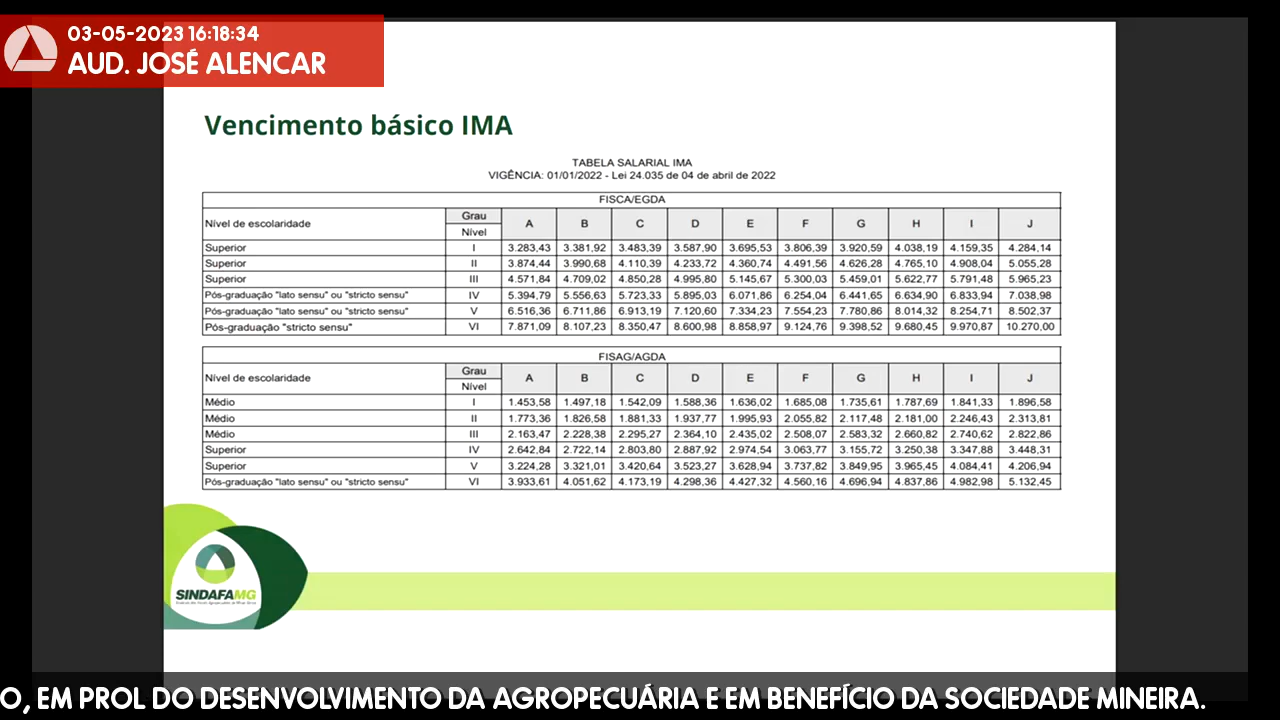 03-05-2023 16:18:34
AUD. JOSÉ ALENCAR
Vencimento básico IMA
TABELA SALARIAL IMA
VIGÊNCIA: 01/01/2022 - Lei 24.035 de 04 de abril de 2022
FISCA/EGDA
Nível de escolaridade Grau Nível A B C D E F G H I J
Superior I 3.283,43 3.381,92 3.483,39 3.587,90 3.695,53 3.806,39 3.920,59 4.038,19 4.159,35 4.284,14
Superior II 3.874,44 3.990,68 4.110,39 4.233,72 4.360,74 4.491,56 4.626,28 4.765,10 4.908,04 5.055,28
Superior III 4.571,84 4.709,02 4.850,28 4.995,80 5.145,67 5.300,03 5.459,01 5.622,77 5.791,48 5.965,23
Pós-graduação "lato sensu" ou "stricto sensu" IV 5.394,79 5.556,63 5.723,33 5.895,03 6.071,86 6.254,04 6.441,65 6.634,90 6.833,94 7.038,98
Pós-graduação "lato sensu" ou "stricto sensu" V 6.516,36 6.711,86 6.913,19 7.120,60 7.334,23 7.554,23 7.780,86 8.014,32 8.254,71 8.502,37
Pós-graduação "stricto sensu" VI 7.871,09 8.107,23 8.350,47 8.600,98 8.858,97 9.124,76 9.398,52 9.680,45 9.970,87 10.270,00
FISAG/AGDA
Nível de escolaridade Grau Nível A B C D E F G H I J
Médio I 1.453,58 1.497,18 1.542,09 1.588,36 1.636,02 1.685,08 1.735,61 1.787,69 1.841,33 1.896,58
Médio II 1.773,36 1.826,58 1.881,33 1.937,77 1.995,93 2.055,82 2.117,48 2.181,00 2.246,43 2.313,81
Médio III 2.163,47 2.228,38 2.295,27 2.364,10 2.435,02 2.508,07 2.583,32 2.660,82 2.740,62 2.822,86
Superior IV 2.642,84 2.722,14 2.803,80 2.887,92 2.974,54 3.063,77 3.155,72 3.250,38 3.347,88 3.448,31
Superior V 3.224,28 3.321,01 3.420,64 3.523,27 3.628,94 3.737,82 3.849,95 3.965,45 4.084,41 4.206,94
Pós-graduação "lato sensu" ou "stricto sensu" VI 3.933,61 4.051,62 4.173,19 4.298,36 4.427,32 4.560,16 4.696,94 4.837,86 4.982,98 5.132,45
SINDAFAMG
O, EM PROL DO DESENVOLVIMENTO DA AGROPECUÁRIA E EM BENEFÍCIO DA SOCIEDADE MINEIRA.